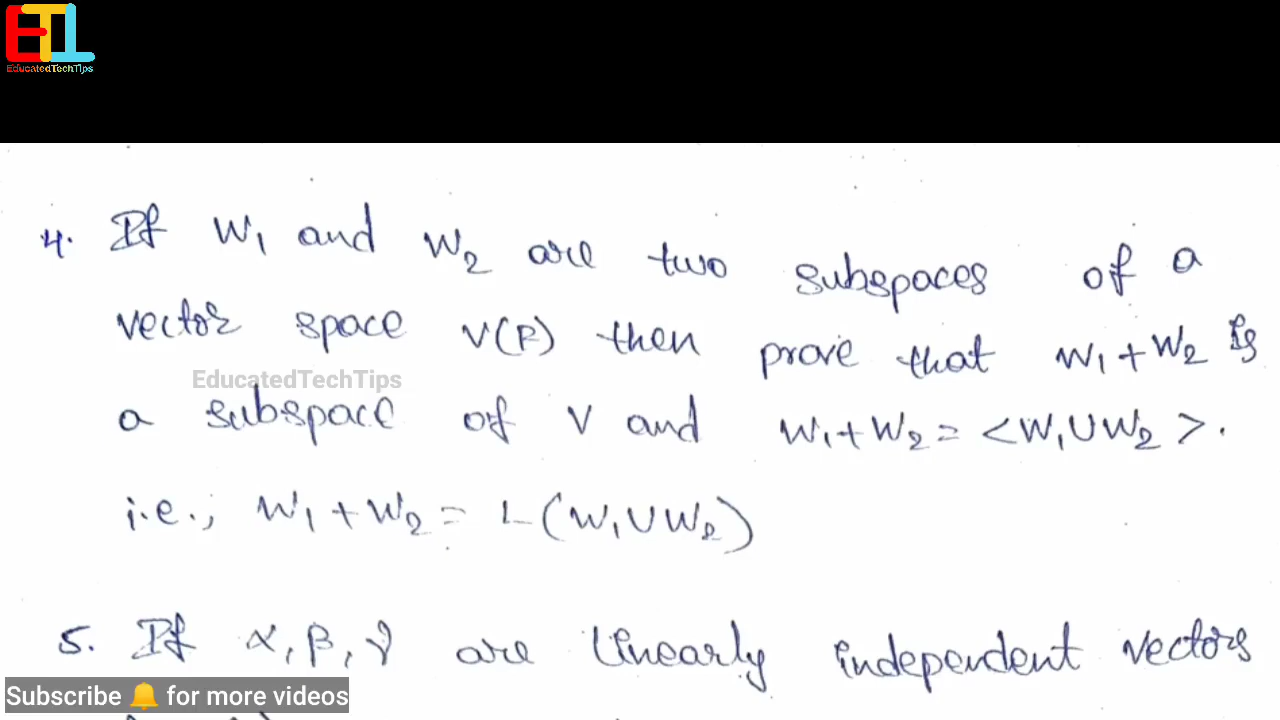 ETT
EducatedTechTips
4. If W₁ and W₂ are two subspaces of a
vector space V(F) then prove that W₁+W₂ is
EducatedTechTips
a subspace of V and W₁+W₂ = <W₁∪W₂>.
i.e., W₁+W₂ = L(W₁∪W₂)
5. If α, β, γ are linearly independent vectors
Subscribe 🔔 for more videos